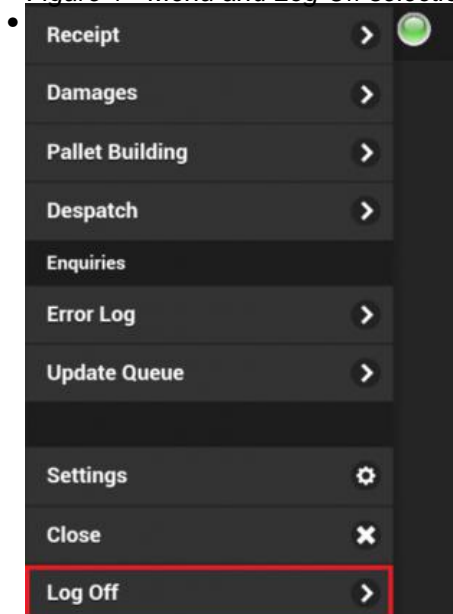 Receipt
Damages
Pallet Building
Despatch
Enquiries
Error Log
Update Queue
Settings
Close
Log Off